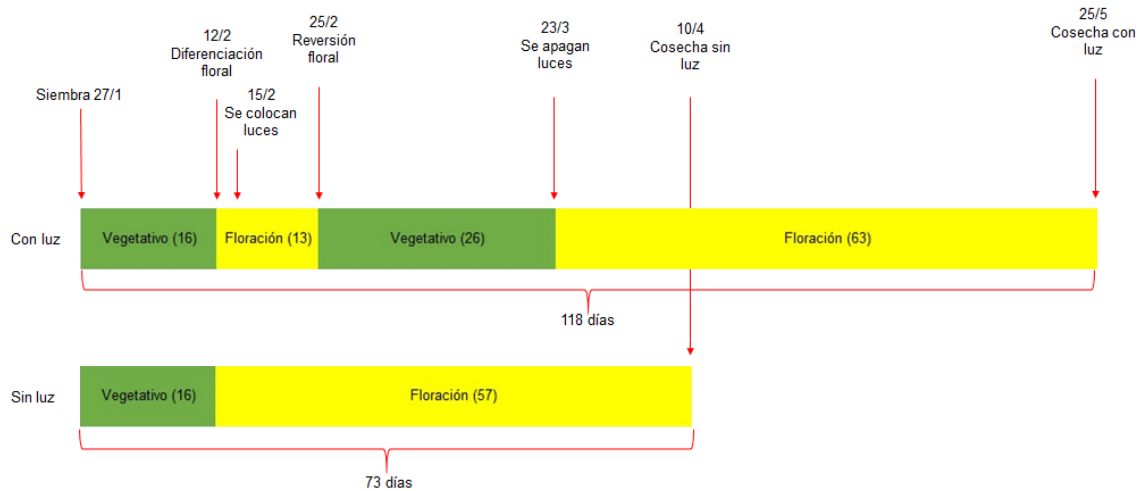 25/5
Cosecha con
luz
25/2
Reversión
floral
23/3
Se apagan
luces
10/4
Cosecha sin
luz
12/2
Diferenciación
floral
Siembra 27/1
15/2
Se colocan
luces
Con luz
Vegetativo (16)
Floración (13)
Vegetativo (26)
Floración (63)
118 días
Sin luz
Vegetativo (16)
Floración (57)
73 días